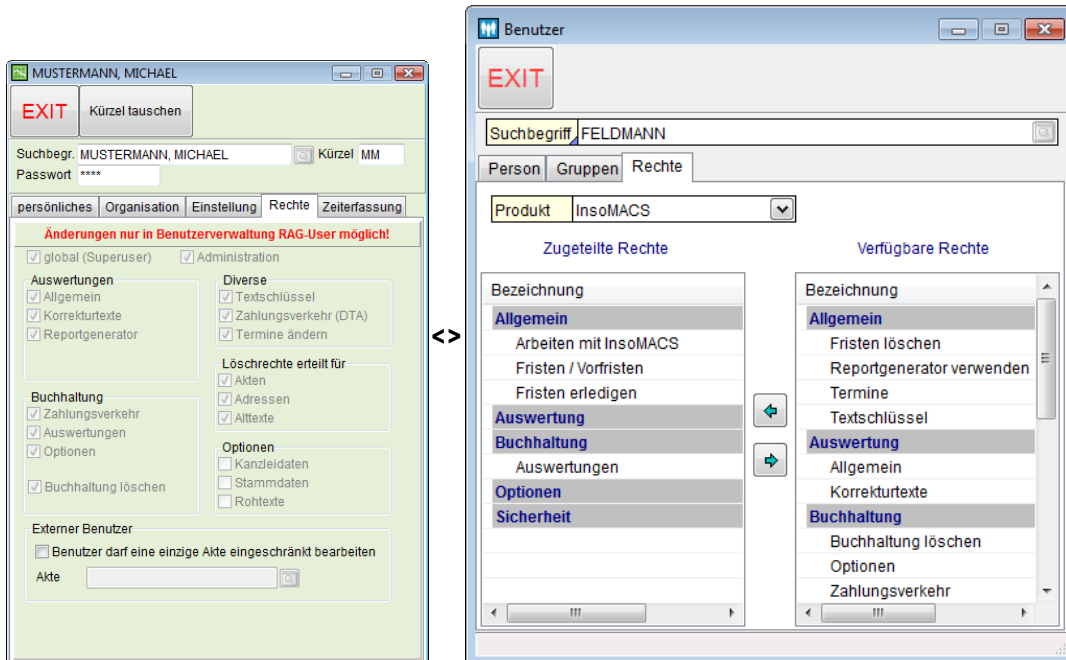 MUSTERMANN, MICHAEL
EXIT Kürzel tauschen
Suchbegr. MUSTERMANN, MICHAEL Kürzel MM
Passwort ****
persönliches Organisation Einstellung Rechte Zeiterfassung
Änderungen nur in Benutzerverwaltung RAG-User möglich!
global (Superuser) Administration
Auswertungen
Allgemein
Korrekturtexte
Reportgenerator
Diverse
Textschlüssel
Zahlungsverkehr (DTA)
Termine ändern
Löschrechte erteilt für
Akten
Adressen
Alttexte
Buchhaltung
Zahlungsverkehr
Auswertungen
Optionen
Buchhaltung löschen
Optionen
Kanzleidaten
Stammdaten
Rohtexte
Externer Benutzer
Benutzer darf eine einzige Akte eingeschränkt bearbeiten
Akte
<>
Benutzer
EXIT
Suchbegriff FELDMANN
Person Gruppen Rechte
Produkt InsoMACS
Zugeteilte Rechte
Bezeichnung
Allgemein
Arbeiten mit InsoMACS
Fristen / Vorfristen
Fristen erledigen
Auswertung
Buchhaltung
Auswertungen
Optionen
Sicherheit
Verfügbare Rechte
Bezeichnung
Allgemein
Fristen löschen
Reportgenerator verwenden
Termine
Textschlüssel
Auswertung
Allgemein
Korrekturtexte
Buchhaltung
Buchhaltung löschen
Optionen
Zahlungsverkehr